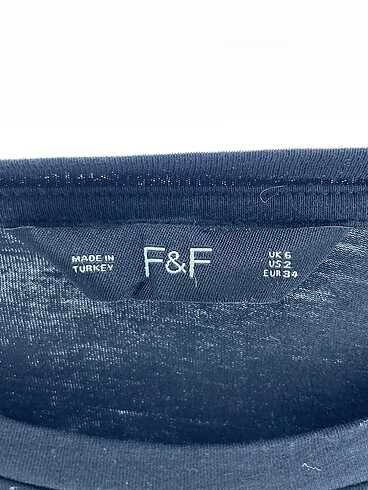 MADE IN
TURKEY
F&F
UK 6
US 2
EUR 34